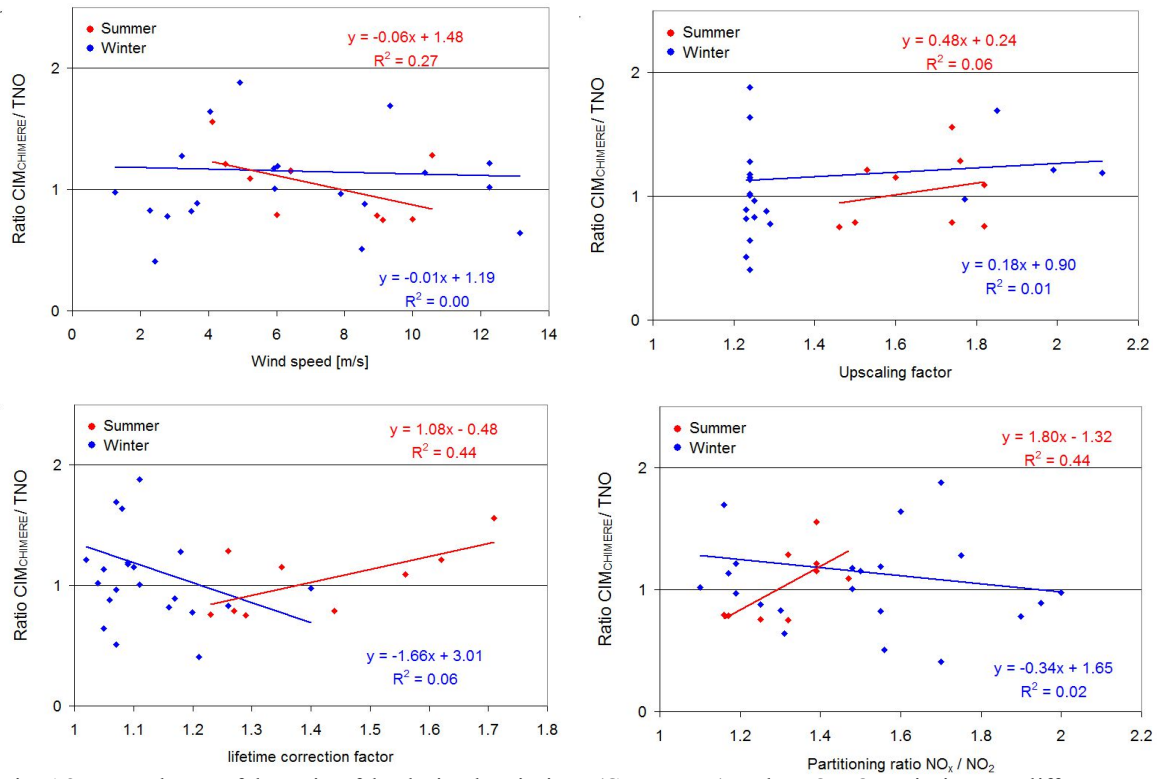 Summer
Winter
y = -0.06x + 1.48
R² = 0.27
y = -0.01x + 1.19
R² = 0.00
Ratio CIM_CHIMERE / TNO
2
1
0
0 2 4 6 8 10 12 14
Wind speed [m/s]
Summer
Winter
y = 0.48x + 0.24
R² = 0.06
y = 0.18x + 0.90
R² = 0.01
Ratio CIM_CHIMERE / TNO
2
1
0
1 1.2 1.4 1.6 1.8 2 2.2
Upscaling factor
Summer
Winter
y = 1.08x - 0.48
R² = 0.44
y = -1.66x + 3.01
R² = 0.06
Ratio CIM_CHIMERE / TNO
2
1
0
1 1.1 1.2 1.3 1.4 1.5 1.6 1.7 1.8
lifetime correction factor
Summer
Winter
y = 1.80x - 1.32
R² = 0.44
y = -0.34x + 1.65
R² = 0.02
Ratio CIM_CHIMERE / TNO
2
1
0
1 1.2 1.4 1.6 1.8 2 2.2
Partitioning ratio NOₓ / NO₂